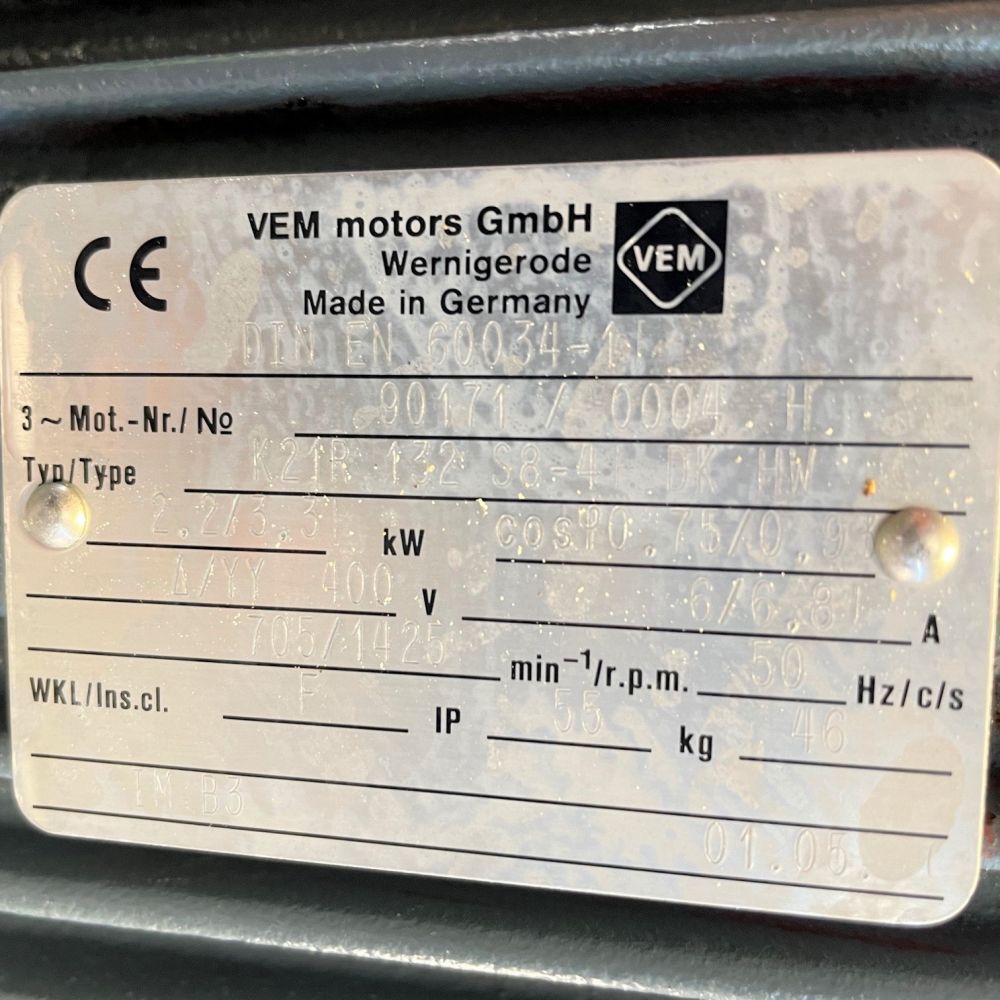 CE
VEM motors GmbH
Wernigerode
Made in Germany
VEM
DIN EN 60034-1
3~Mot.-Nr./ № 90171 / 0004 H
Typ/Type K21R 132 S8-4 DK HW
2.2/3.3 kW cosφ0.75/0.9
Δ/YY 400 V 6/6.8 A
705/1425 min⁻¹/r.p.m. 50 Hz/c/s
WKL/Ins.cl. F IP 55 kg 46
IM B3
01.05.